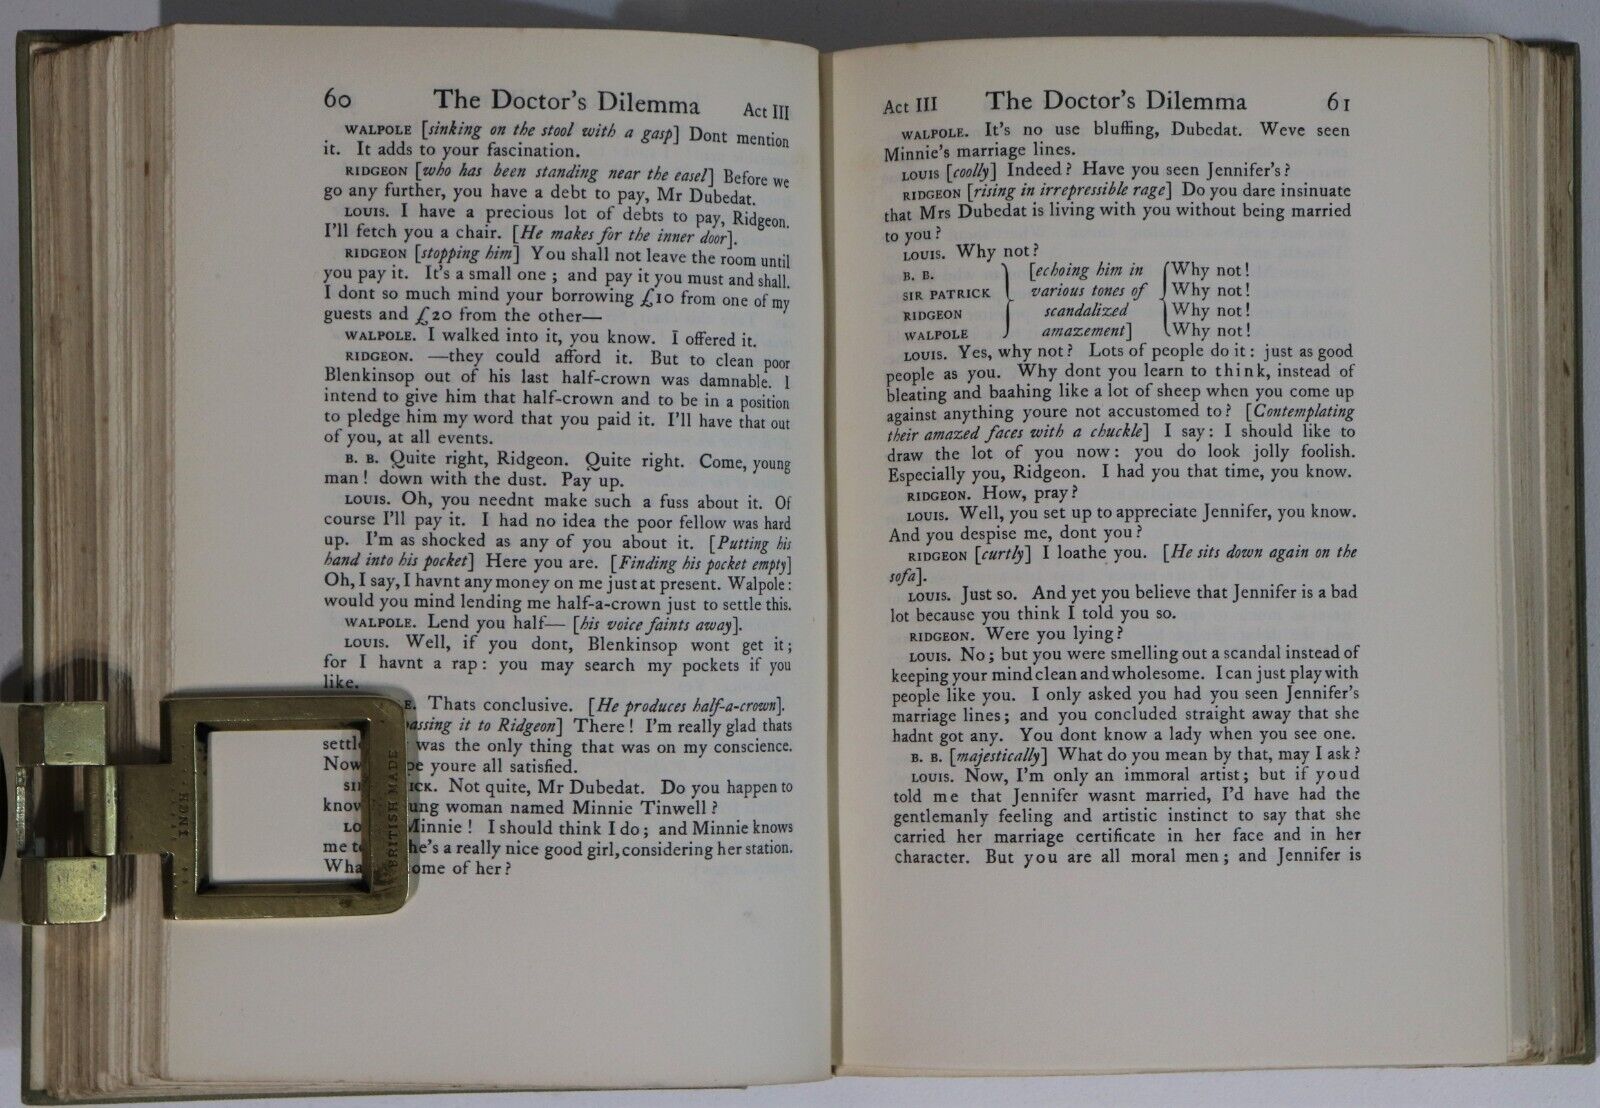 60 The Doctor's Dilemma Act III
WALPOLE [sinking on the stool with a gasp] Dont mention
it. It adds to your fascination.
RIDGEON [who has been standing near the easel] Before we
go any further, you have a debt to pay, Mr Dubedat.
LOUIS. I have a precious lot of debts to pay, Ridgeon.
I'll fetch you a chair. [He makes for the inner door].
RIDGEON [stopping him] You shall not leave the room until
you pay it. It's a small one ; and pay it you must and shall.
I dont so much mind your borrowing £10 from one of my
guests and £20 from the other—
WALPOLE. I walked into it, you know. I offered it.
RIDGEON. —they could afford it. But to clean poor
Blenkinsop out of his last half-crown was damnable. I
intend to give him that half-crown and to be in a position
to pledge him my word that you paid it. I'll have that out
of you, at all events.
B. B. Quite right, Ridgeon. Quite right. Come, young
man ! down with the dust. Pay up.
LOUIS. Oh, you neednt make such a fuss about it. Of
course I'll pay it. I had no idea the poor fellow was hard
up. I'm as shocked as any of you about it. [Putting his
hand into his pocket] Here you are. [Finding his pocket empty]
Oh, I say, I havnt any money on me just at present. Walpole :
would you mind lending me half-a-crown just to settle this.
WALPOLE. Lend you half— [his voice faints away].
LOUIS. Well, if you dont, Blenkinsop wont get it ;
for I havnt a rap : you may search my pockets if you
like.
E. Thats conclusive. [He produces half-a-crown].
passing it to Ridgeon] There ! I'm really glad thats
settl was the only thing that was on my conscience.
Now pe youre all satisfied.
SI ICK. Not quite, Mr Dubedat. Do you happen to
know ung woman named Minnie Tinwell ?
LO Minnie ! I should think I do ; and Minnie knows
me t he's a really nice good girl, considering her station.
Wha ome of her ?
BRITISH MADE
INCH
Act III The Doctor's Dilemma 61
WALPOLE. It's no use bluffing, Dubedat. Weve seen
Minnie's marriage lines.
LOUIS [coolly] Indeed ? Have you seen Jennifer's ?
RIDGEON [rising in irrepressible rage] Do you dare insinuate
that Mrs Dubedat is living with you without being married
to you ?
LOUIS. Why not ?
B. B. [echoing him in Why not !
SIR PATRICK various tones of Why not !
RIDGEON scandalized Why not !
WALPOLE amazement] Why not !
LOUIS. Yes, why not ? Lots of people do it : just as good
people as you. Why dont you learn to think, instead of
bleating and baahing like a lot of sheep when you come up
against anything youre not accustomed to ? [Contemplating
their amazed faces with a chuckle] I say : I should like to
draw the lot of you now : you do look jolly foolish.
Especially you, Ridgeon. I had you that time, you know.
RIDGEON. How, pray ?
LOUIS. Well, you set up to appreciate Jennifer, you know.
And you despise me, dont you ?
RIDGEON [curtly] I loathe you. [He sits down again on the
sofa].
LOUIS. Just so. And yet you believe that Jennifer is a bad
lot because you think I told you so.
RIDGEON. Were you lying ?
LOUIS. No ; but you were smelling out a scandal instead of
keeping your mind clean and wholesome. I can just play with
people like you. I only asked you had you seen Jennifer's
marriage lines ; and you concluded straight away that she
hadnt got any. You dont know a lady when you see one.
B. B. [majestically] What do you mean by that, may I ask ?
LOUIS. Now, I'm only an immoral artist ; but if youd
told me that Jennifer wasnt married, I'd have had the
gentlemanly feeling and artistic instinct to say that she
carried her marriage certificate in her face and in her
character. But you are all moral men ; and Jennifer is